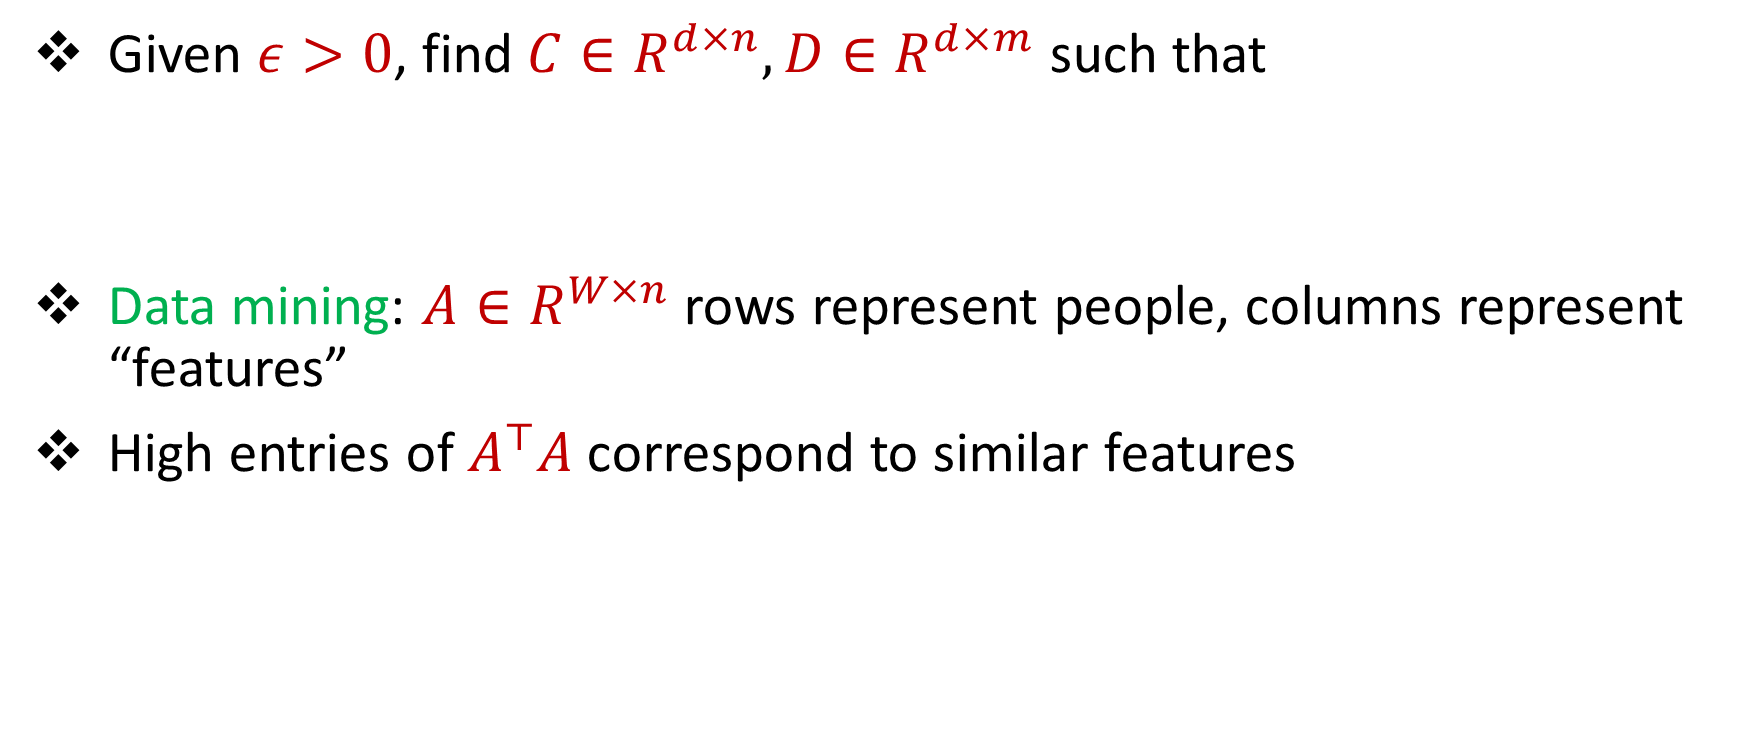 ❖ Given ϵ > 0, find C ∈ R^{d×n}, D ∈ R^{d×m} such that
❖ Data mining: A ∈ R^{W×n} rows represent people, columns represent
“features”
❖ High entries of A^⊤A correspond to similar features